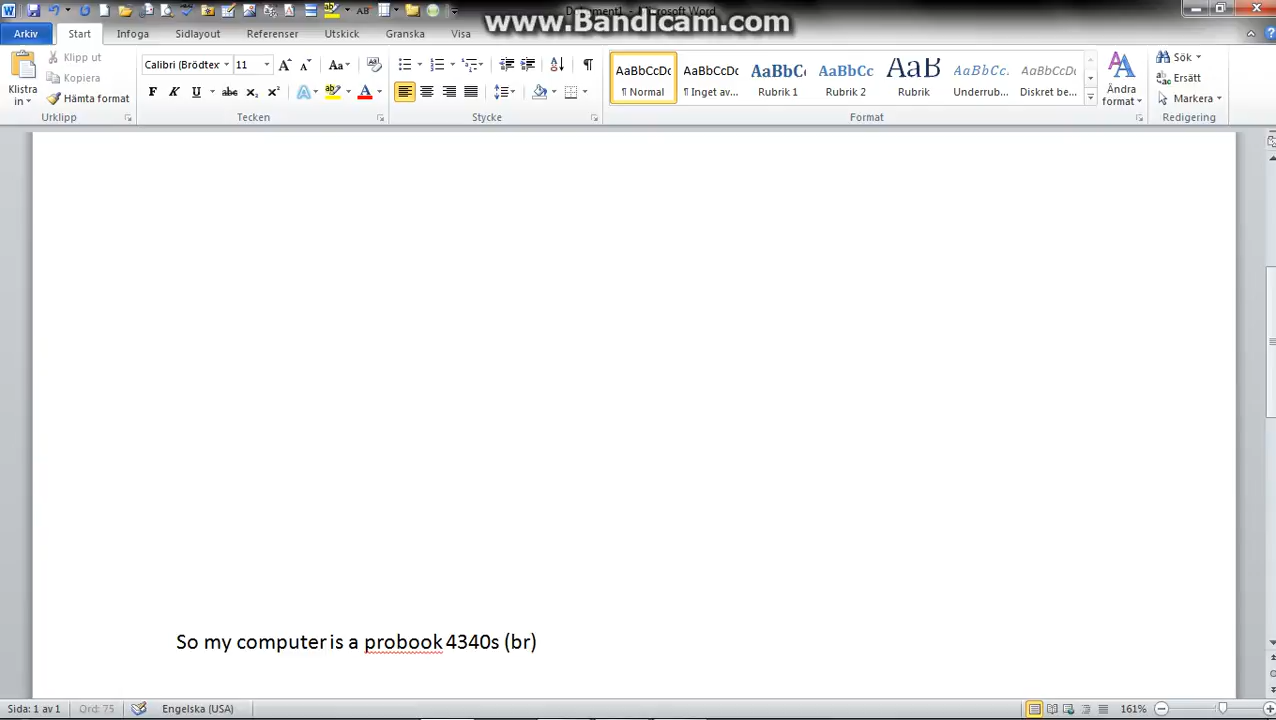 www.Bandicam.com
Arkiv Start Infoga Sidlayout Referenser Utskick Granska Visa
Klistra in
Klipp ut
Kopiera
Hämta format
Urklipp
Calibri (Brödtex 11
Tecken
Stycke
AaBbCcDc AaBbCcDc AaBbCc AaBbCc AaB AaBbCc. AaBbCcDc
¶ Normal ¶ Inget av... Rubrik 1 Rubrik 2 Rubrik Underrub... Diskret be...
Format
Ändra format
Sök
Ersätt
Markera
Redigering
So my computer is a probook 4340s (br)
Sida: 1 av 1 Ord: 75 Engelska (USA) 161%